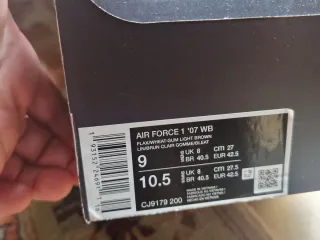 AIR FORCE 1 '07 WB
FLAX/WHEAT-GUM LIGHT BROWN
LIN/BRUN CLAIR GOMME/BLEAT
9 UK 8 CM 27
BR 40.5 EUR 42.5
10.5 UK 8 CM 27
BR 40.5 EUR 42.5
CJ9179 200